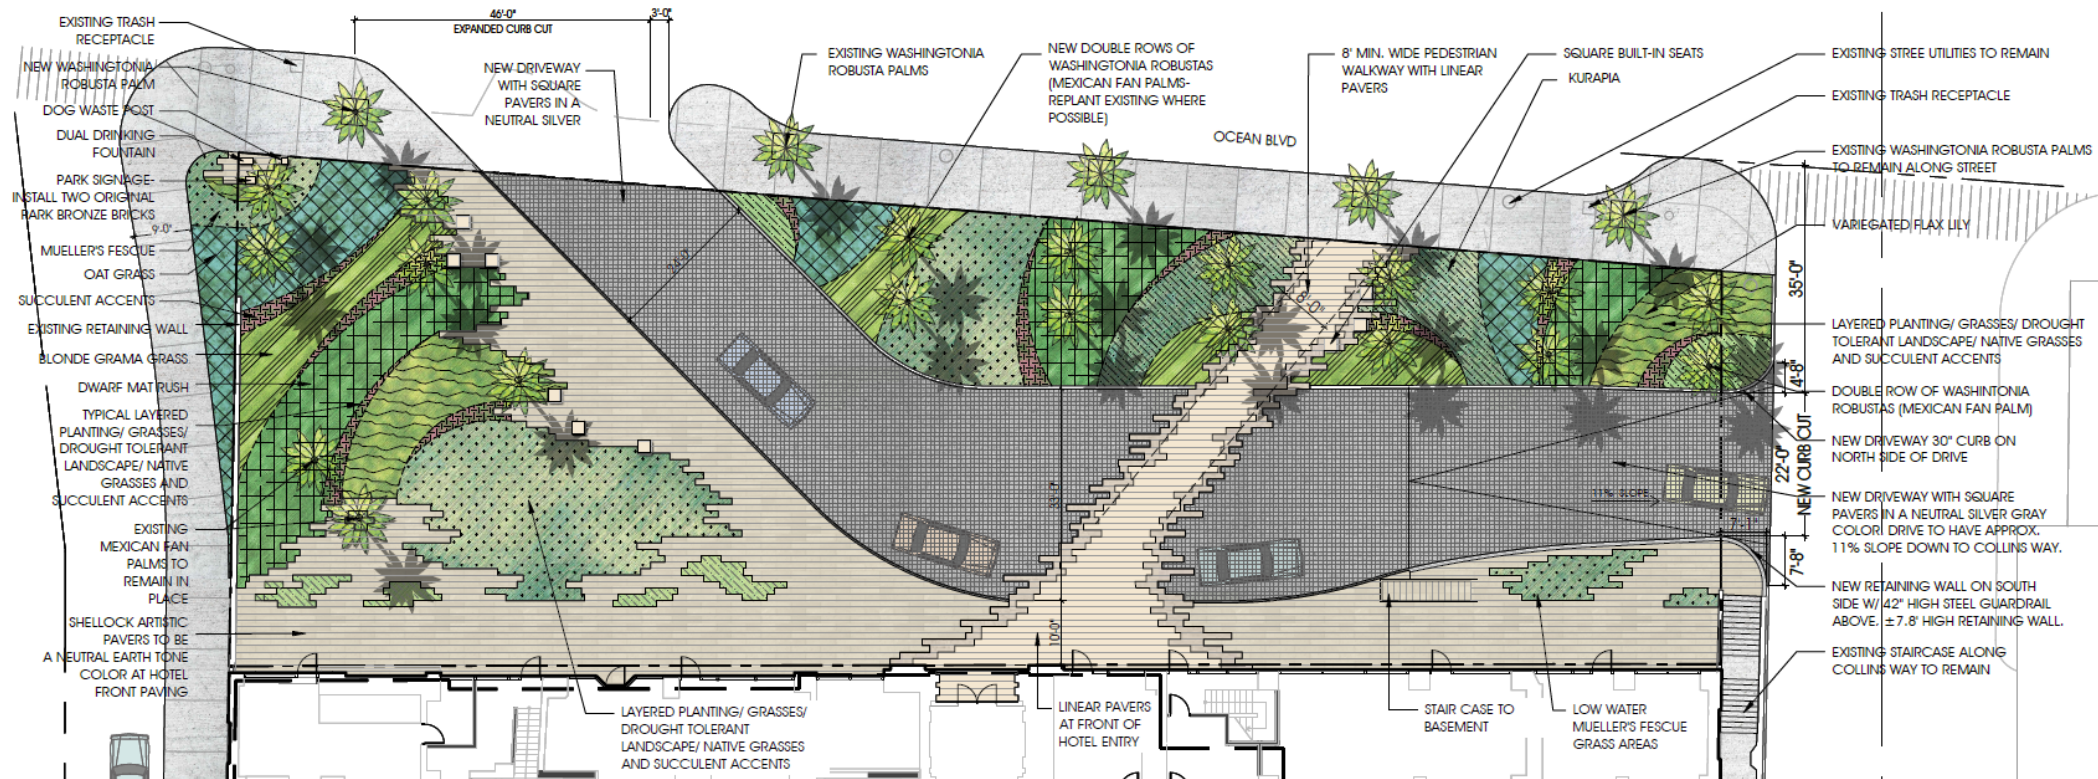 EXISTING TRASH
RECEPTACLE
NEW WASHINGTONIA
ROBUSTA PALM
DOG WASTE POST
DUAL DRINKING
FOUNTAIN
PARK SIGNAGE-
INSTALL TWO ORIGINAL
PARK BRONZE BRICKS
9'-0"
MUELLER'S FESCUE
OAT GRASS
SUCCULENT ACCENTS
EXISTING RETAINING WALL
BLONDE GRAMA GRASS
DWARF MAT RUSH
TYPICAL LAYERED
PLANTING/ GRASSES/
DROUGHT TOLERANT
LANDSCAPE/ NATIVE
GRASSES AND
SUCCULENT ACCENTS
EXISTING
MEXICAN FAN
PALMS TO
REMAIN IN
PLACE
SHELLOCK ARTISTIC
PAVERS TO BE
A NEUTRAL EARTH TONE
COLOR AT HOTEL
FRONT PAVING
46'-0"
EXPANDED CURB CUT
3'-0"
NEW DRIVEWAY
WITH SQUARE
PAVERS IN A
NEUTRAL SILVER
EXISTING WASHINGTONIA
ROBUSTA PALMS
NEW DOUBLE ROWS OF
WASHINGTONIA ROBUSTAS
(MEXICAN FAN PALMS-
REPLANT EXISTING WHERE
POSSIBLE)
OCEAN BLVD
8' MIN. WIDE PEDESTRIAN
WALKWAY WITH LINEAR
PAVERS
SQUARE BUILT-IN SEATS
KURAPIA
8'-0"
10'-0"
11% SLOPE
7'-1"
EXISTING STREE UTILITIES TO REMAIN
EXISTING TRASH RECEPTACLE
EXISTING WASHINGTONIA ROBUSTA PALMS
TO REMAIN ALONG STREET
VARIEGATED FLAX LILY
35'-0"
LAYERED PLANTING/ GRASSES/ DROUGHT
TOLERANT LANDSCAPE/ NATIVE GRASSES
AND SUCCULENT ACCENTS
4'-8"
DOUBLE ROW OF WASHINTONIA
ROBUSTAS (MEXICAN FAN PALM)
22'-0"
NEW CURB CUT
NEW DRIVEWAY 30" CURB ON
NORTH SIDE OF DRIVE
NEW DRIVEWAY WITH SQUARE
PAVERS IN A NEUTRAL SILVER GRAY
COLOR. DRIVE TO HAVE APPROX.
11% SLOPE DOWN TO COLLINS WAY.
7'-8"
NEW RETAINING WALL ON SOUTH
SIDE W/ 42" HIGH STEEL GUARDRAIL
ABOVE. ±7.8' HIGH RETAINING WALL.
EXISTING STAIRCASE ALONG
COLLINS WAY TO REMAIN
LAYERED PLANTING/ GRASSES/
DROUGHT TOLERANT
LANDSCAPE/ NATIVE GRASSES
AND SUCCULENT ACCENTS
LINEAR PAVERS
AT FRONT OF
HOTEL ENTRY
STAIR CASE TO
BASEMENT
LOW WATER
MUELLER'S FESCUE
GRASS AREAS